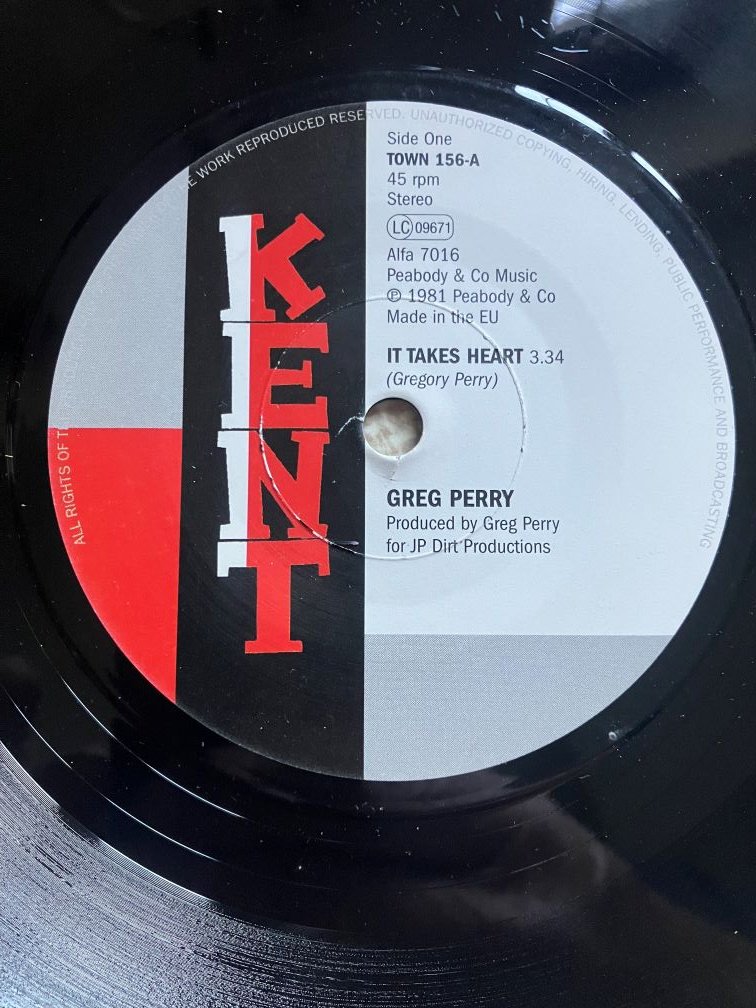 ALL RIGHTS OF T
E WORK REPRODUCED RESERVED. UNAUTHORIZED COPYING, HIRING, LENDING, PUBLIC PERFORMANCE AND BROADCASTING
KENT
Side One
TOWN 156-A
45 rpm
Stereo
LC 09671
Alfa 7016
Peabody & Co Music
℗ 1981 Peabody & Co
Made in the EU
IT TAKES HEART 3.34
(Gregory Perry)
GREG PERRY
Produced by Greg Perry
for JP Dirt Productions